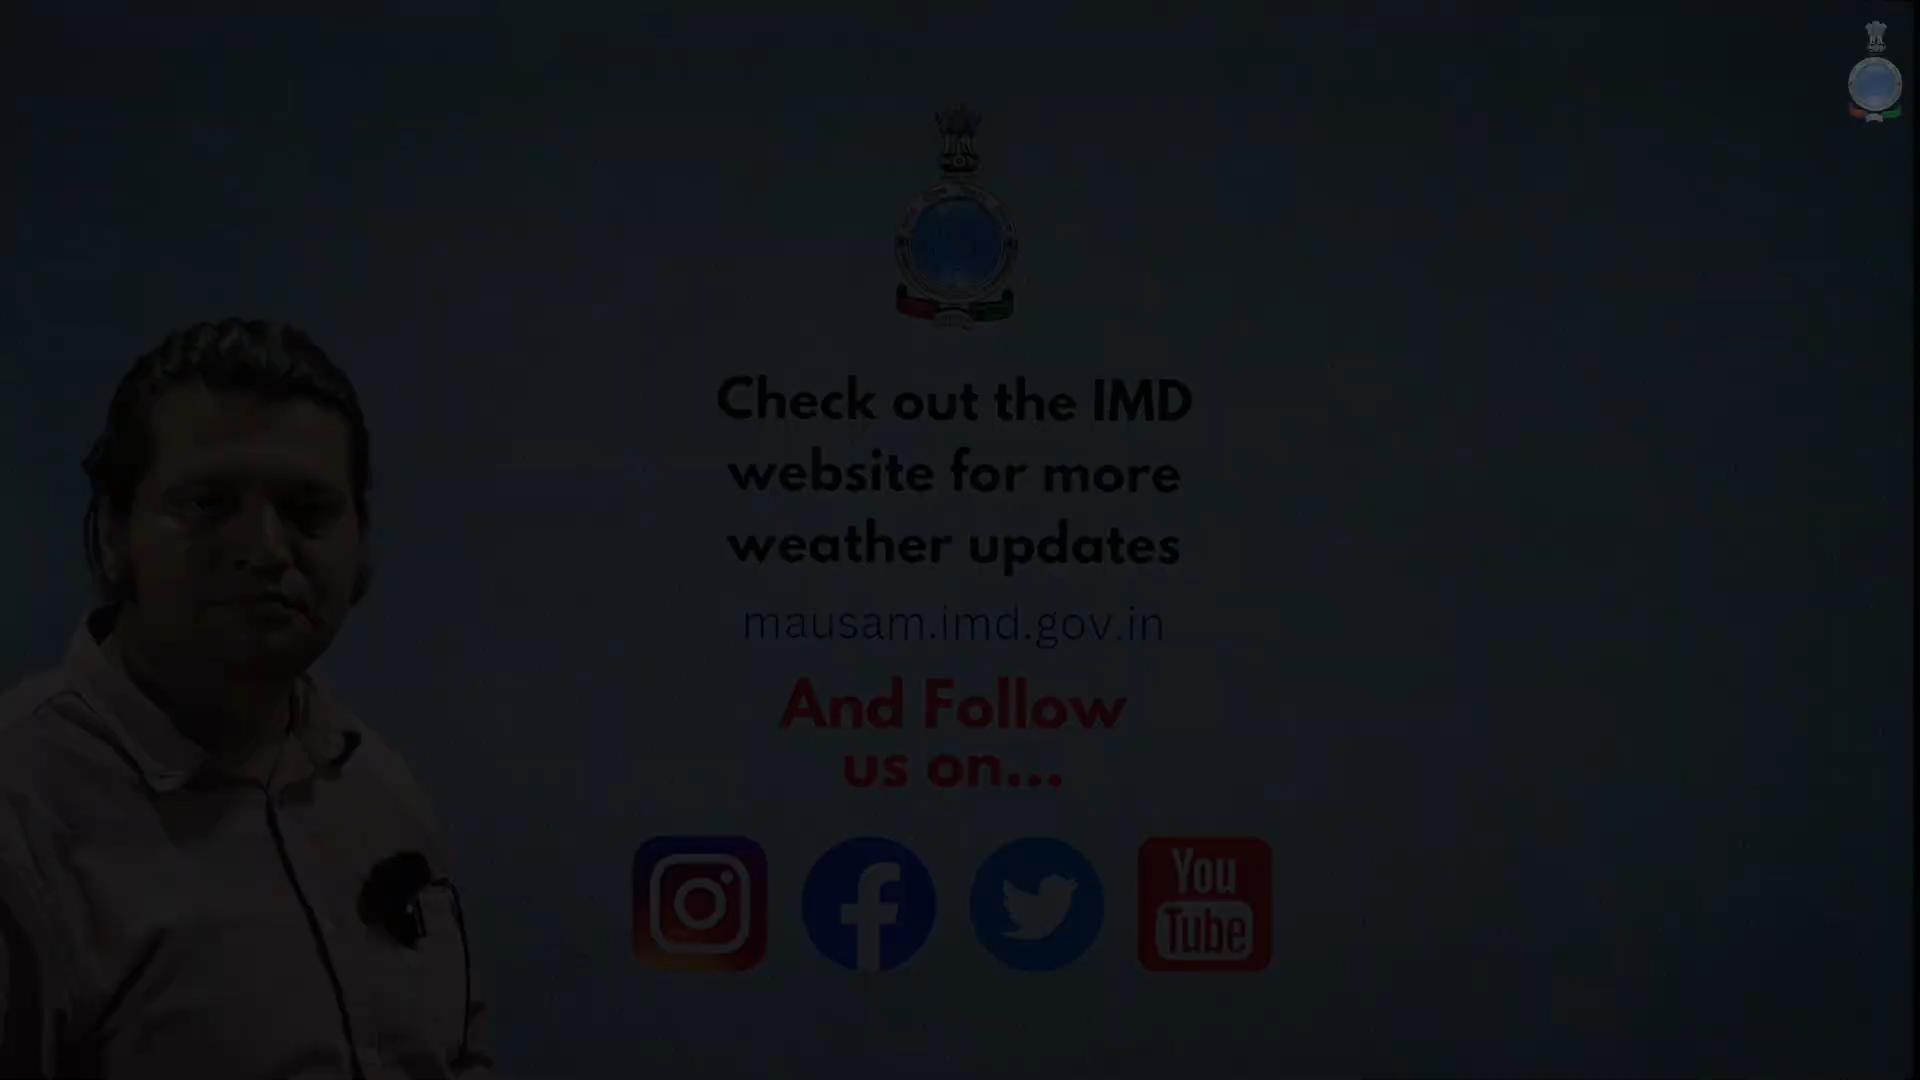 Check out the IMD
website for more
weather updates
mausam.imd.gov.in
And Follow
us on...
You
Tube